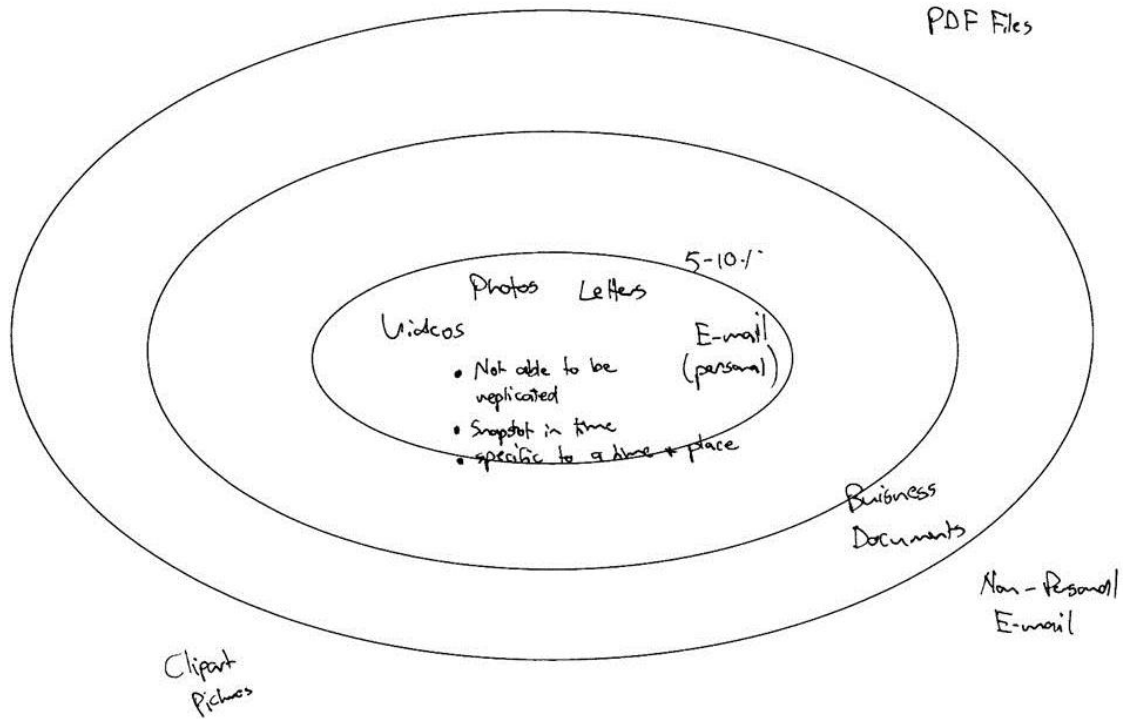 PDF Files
5-10%
Photos Letters
Videos
E-mail
(personal)
• Not able to be
replicated
• Snapshot in time
• specific to a time + place
Buisness
Documents
Non-Personal
E-mail
Clipart
Pictures